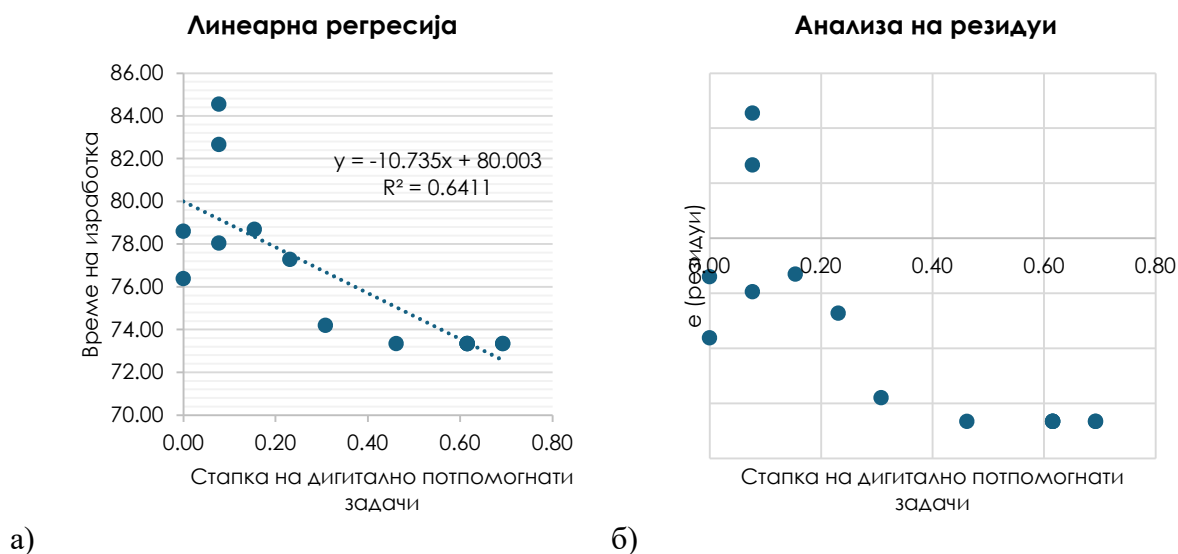 Линеарна регресија
86.00
84.00
82.00
80.00
78.00
76.00
74.00
72.00
70.00
Време на изработка
y = -10.735x + 80.003
R² = 0.6411
0.00 0.20 0.40 0.60 0.80
Стапка на дигитално потпомогнати
задачи
а)
Анализа на резидуи
е (резидуи)
0.00 0.20 0.40 0.60 0.80
Стапка на дигитално потпомогнати
задачи
б)